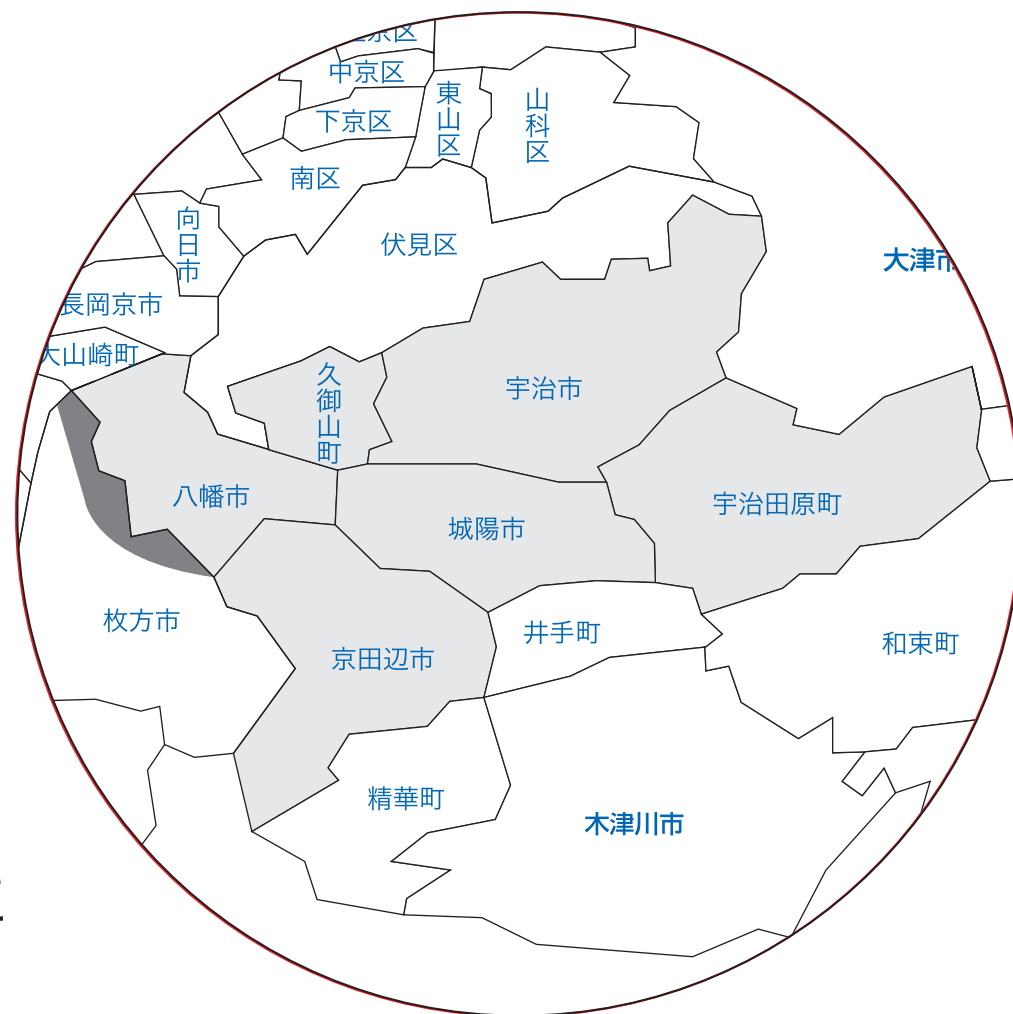 中京区
下京区
東山区
山科区
南区
向日市
伏見区
大津市
長岡京市
大山崎町
久御山町
宇治市
八幡市
宇治田原町
城陽市
枚方市
井手町
和束町
京田辺市
精華町
木津川市